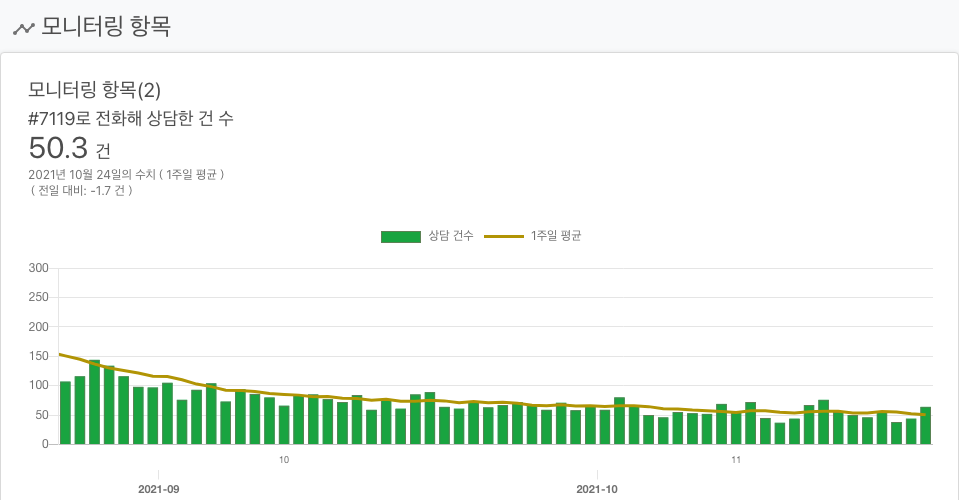 모니터링 항목
모니터링 항목(2)
#7119로 전화해 상담한 건 수
50.3 건
2021년 10월 24일의 수치 ( 1주일 평균 )
( 전일 대비: -1.7 건 )
상담 건수 1주일 평균
300
250
200
150
100
50
0
10 11
2021-09 2021-10